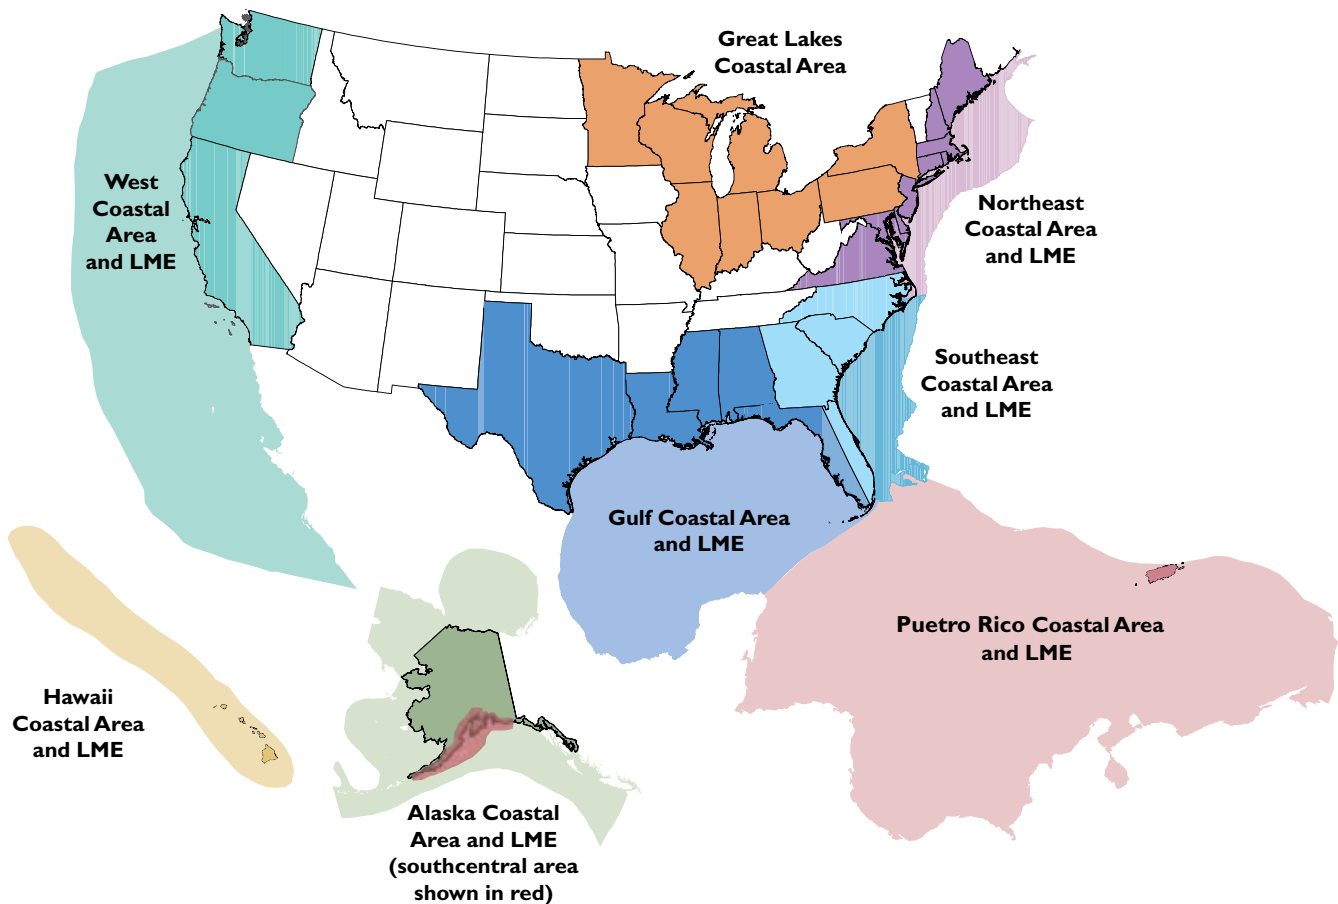 Great Lakes
Coastal Area
West
Coastal
Area
and LME
Northeast
Coastal Area
and LME
Southeast
Coastal Area
and LME
Gulf Coastal Area
and LME
Puetro Rico Coastal Area
and LME
Hawaii
Coastal Area
and LME
Alaska Coastal
Area and LME
(southcentral area
shown in red)